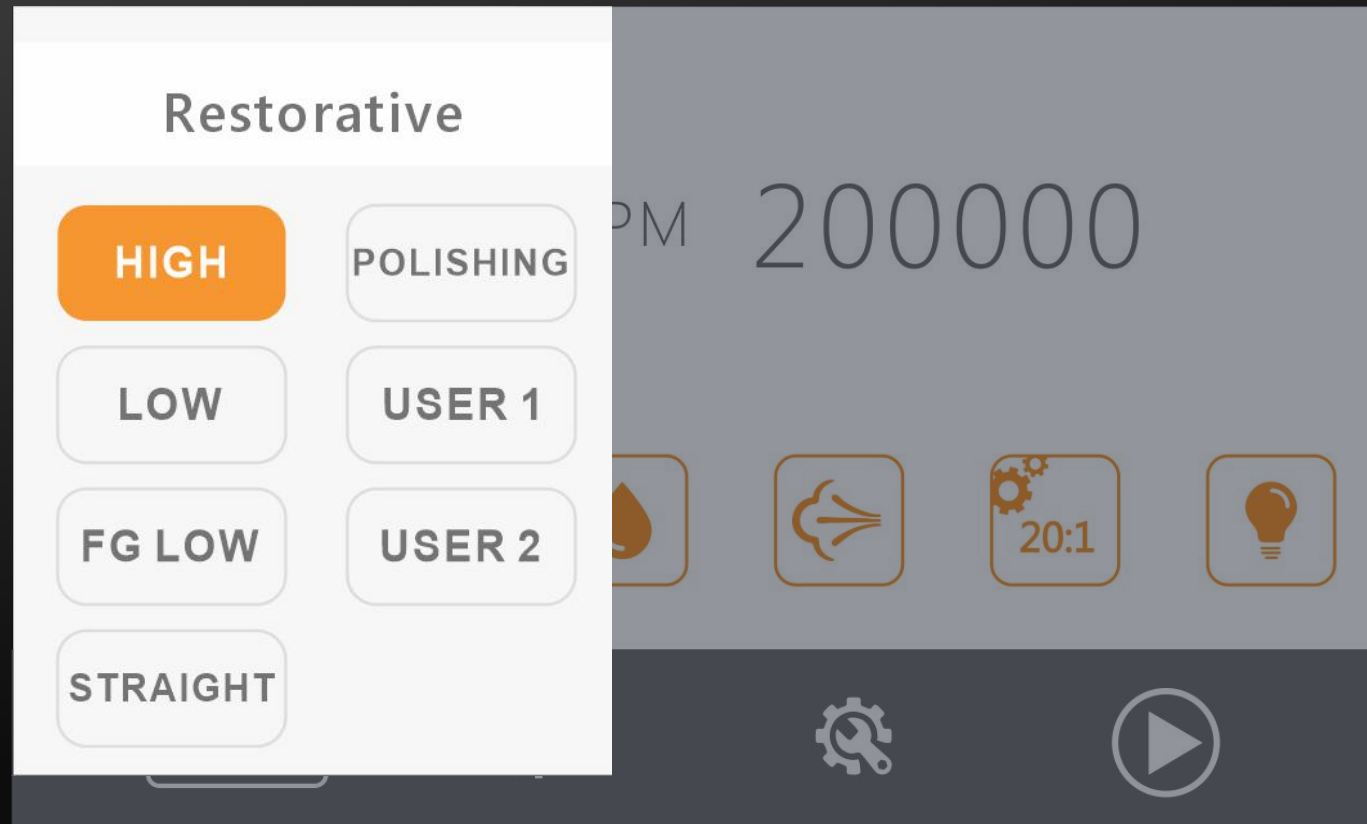 Restorative
HIGH
POLISHING
LOW
USER 1
FG LOW
USER 2
STRAIGHT
PM 200000
20:1